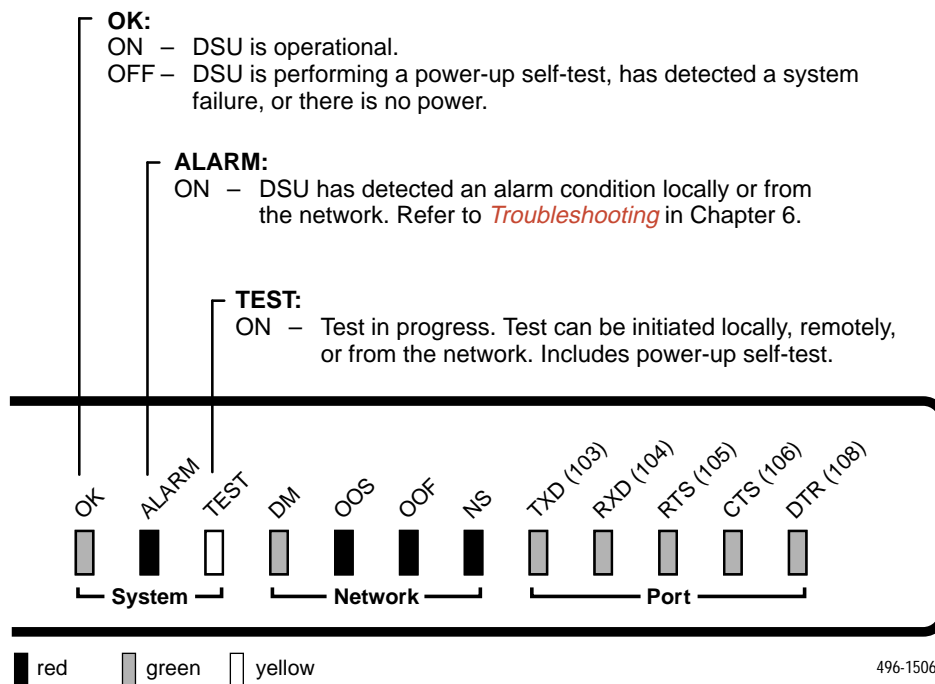 OK:
ON – DSU is operational.
OFF – DSU is performing a power-up self-test, has detected a system
failure, or there is no power.
ALARM:
ON – DSU has detected an alarm condition locally or from
the network. Refer to Troubleshooting in Chapter 6.
TEST:
ON – Test in progress. Test can be initiated locally, remotely,
or from the network. Includes power-up self-test.
OK ALARM TEST DM OOS OOF NS TXD (103) RXD (104) RTS (105) CTS (106) DTR (108)
System Network Port
red green yellow
496-1506